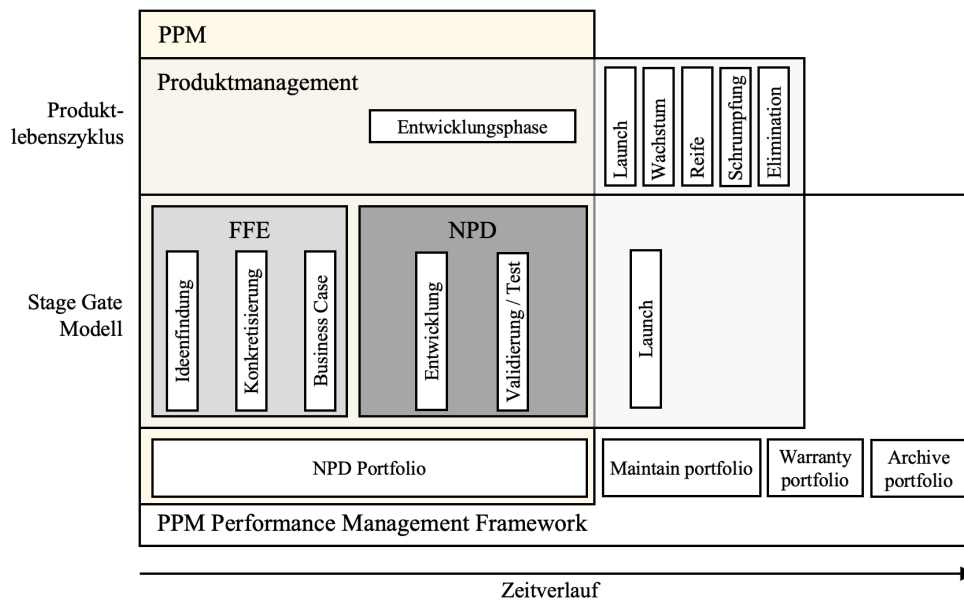 PPM
Produktmanagement
Produkt-
lebenszyklus
Entwicklungsphase
Launch
Wachstum
Reife
Schrumpfung
Elimination
Stage Gate
Modell
FFE
Ideenfindung
Konkretisierung
Business Case
NPD
Entwicklung
Validierung / Test
Launch
NPD Portfolio
Maintain portfolio
Warranty
portfolio
Archive
portfolio
PPM Performance Management Framework
Zeitverlauf